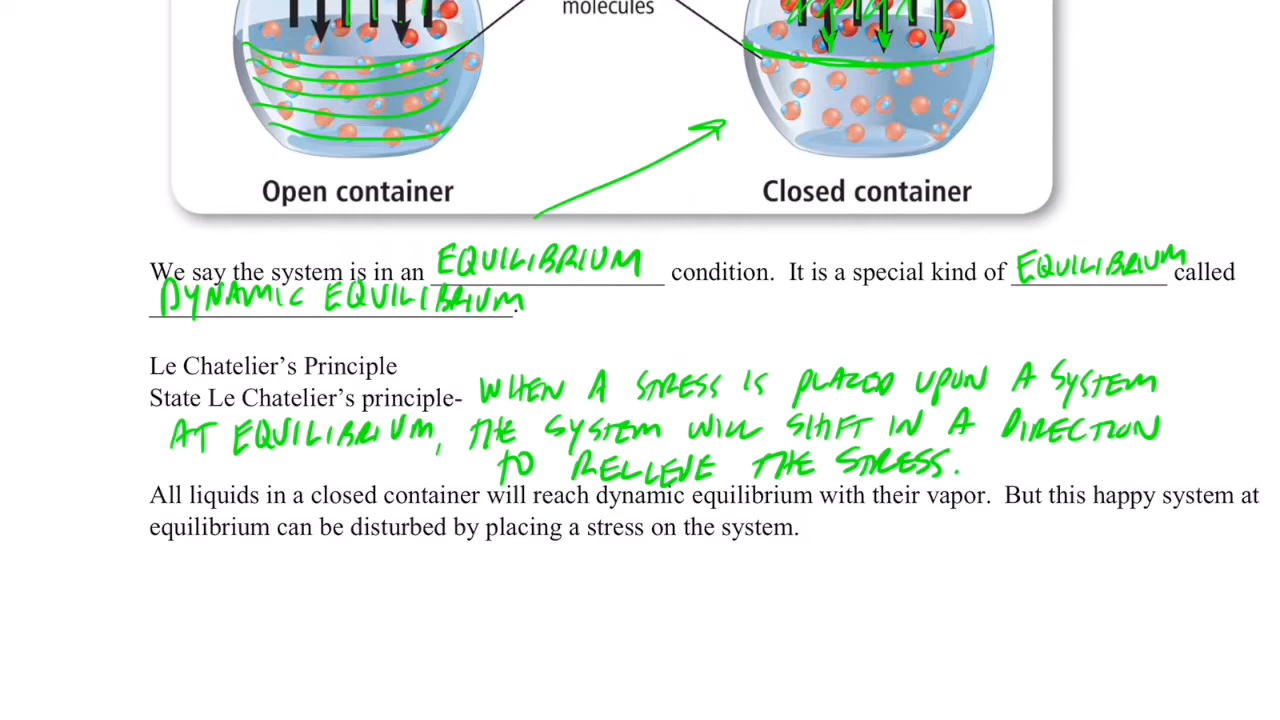 molecules
Open container
Closed container
We say the system is in an EQUILIBRIUM condition. It is a special kind of EQUILIBRIUM called
DYNAMIC EQUILIBRIUM.
Le Chatelier's Principle
State Le Chatelier's principle- WHEN A STRESS IS PLACED UPON A SYSTEM
AT EQUILIBRIUM, THE SYSTEM WILL SHIFT IN A DIRECTION
TO RELIEVE THE STRESS.
All liquids in a closed container will reach dynamic equilibrium with their vapor. But this happy system at
equilibrium can be disturbed by placing a stress on the system.